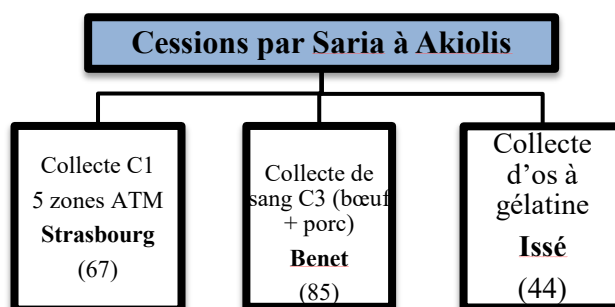 Cessions par Saria à Akiolis
Collecte C1
5 zones ATM
Strasbourg
(67)
Collecte de
sang C3 (bœuf
+ porc)
Benet
(85)
Collecte
d'os à
gélatine
Issé
(44)